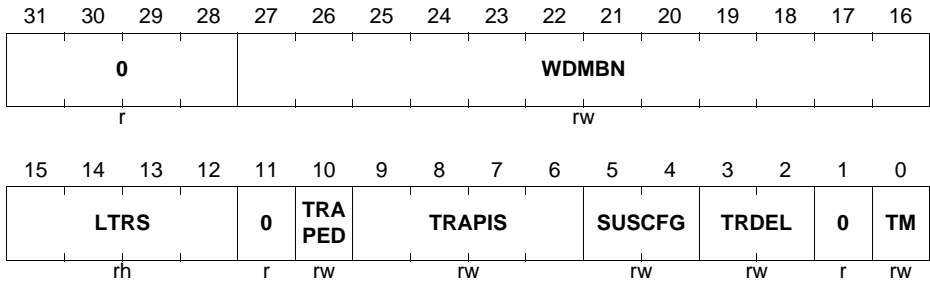 31 30 29 28 27 26 25 24 23 22 21 20 19 18 17 16
0 WDMBN
r rw
15 14 13 12 11 10 9 8 7 6 5 4 3 2 1 0
LTRS 0 TRA PED TRAPIS SUSCFG TRDEL 0 TM
rh r rw rw rw rw r rw